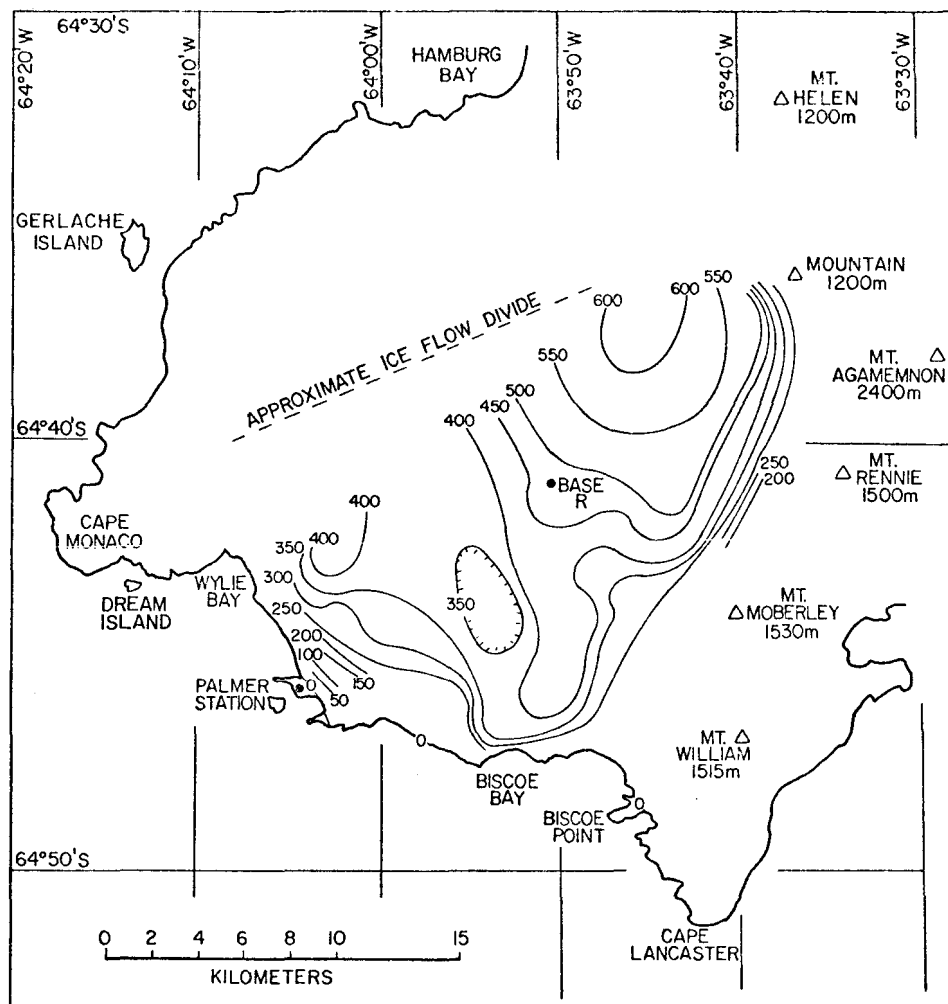 64°30'S
64°20'W
64°10'W
64°00'W
63°50'W
63°40'W
63°30'W
HAMBURG
BAY
MT.
HELEN
1200m
GERLACHE
ISLAND
MOUNTAIN
1200m
600
600
550
APPROXIMATE ICE FLOW DIVIDE
550
MT.
AGAMEMNON
2400m
500
450
400
64°40'S
250
200
MT.
RENNIE
1500m
BASE
R
400
400
350
300
CAPE
MONACO
WYLIE
BAY
DREAM
ISLAND
250
200
100
150
50
0
350
MT.
MOBERLEY
1530m
PALMER
STATION
0
MT.
WILLIAM
1515m
BISCOE
BAY
BISCOE
POINT
0
64°50'S
CAPE
LANCASTER
0 2 4 6 8 10 15
KILOMETERS